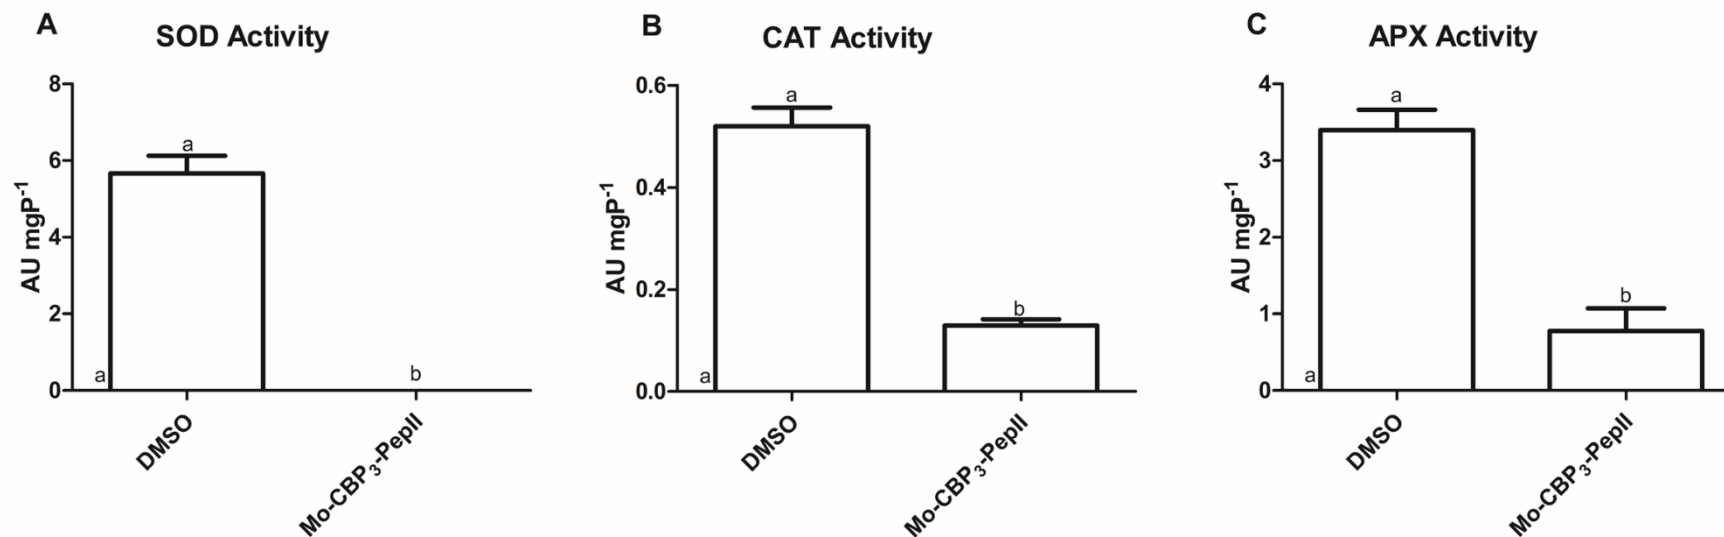 A
SOD Activity
8
6
4
2
0
AU mgP⁻¹
a
a
b
DMSO
Mo-CBP₃-PepII
B
CAT Activity
0.6
0.4
0.2
0.0
AU mgP⁻¹
a
a
b
DMSO
Mo-CBP₃-PepII
C
APX Activity
4
3
2
1
0
AU mgP⁻¹
a
a
b
DMSO
Mo-CBP₃-PepII